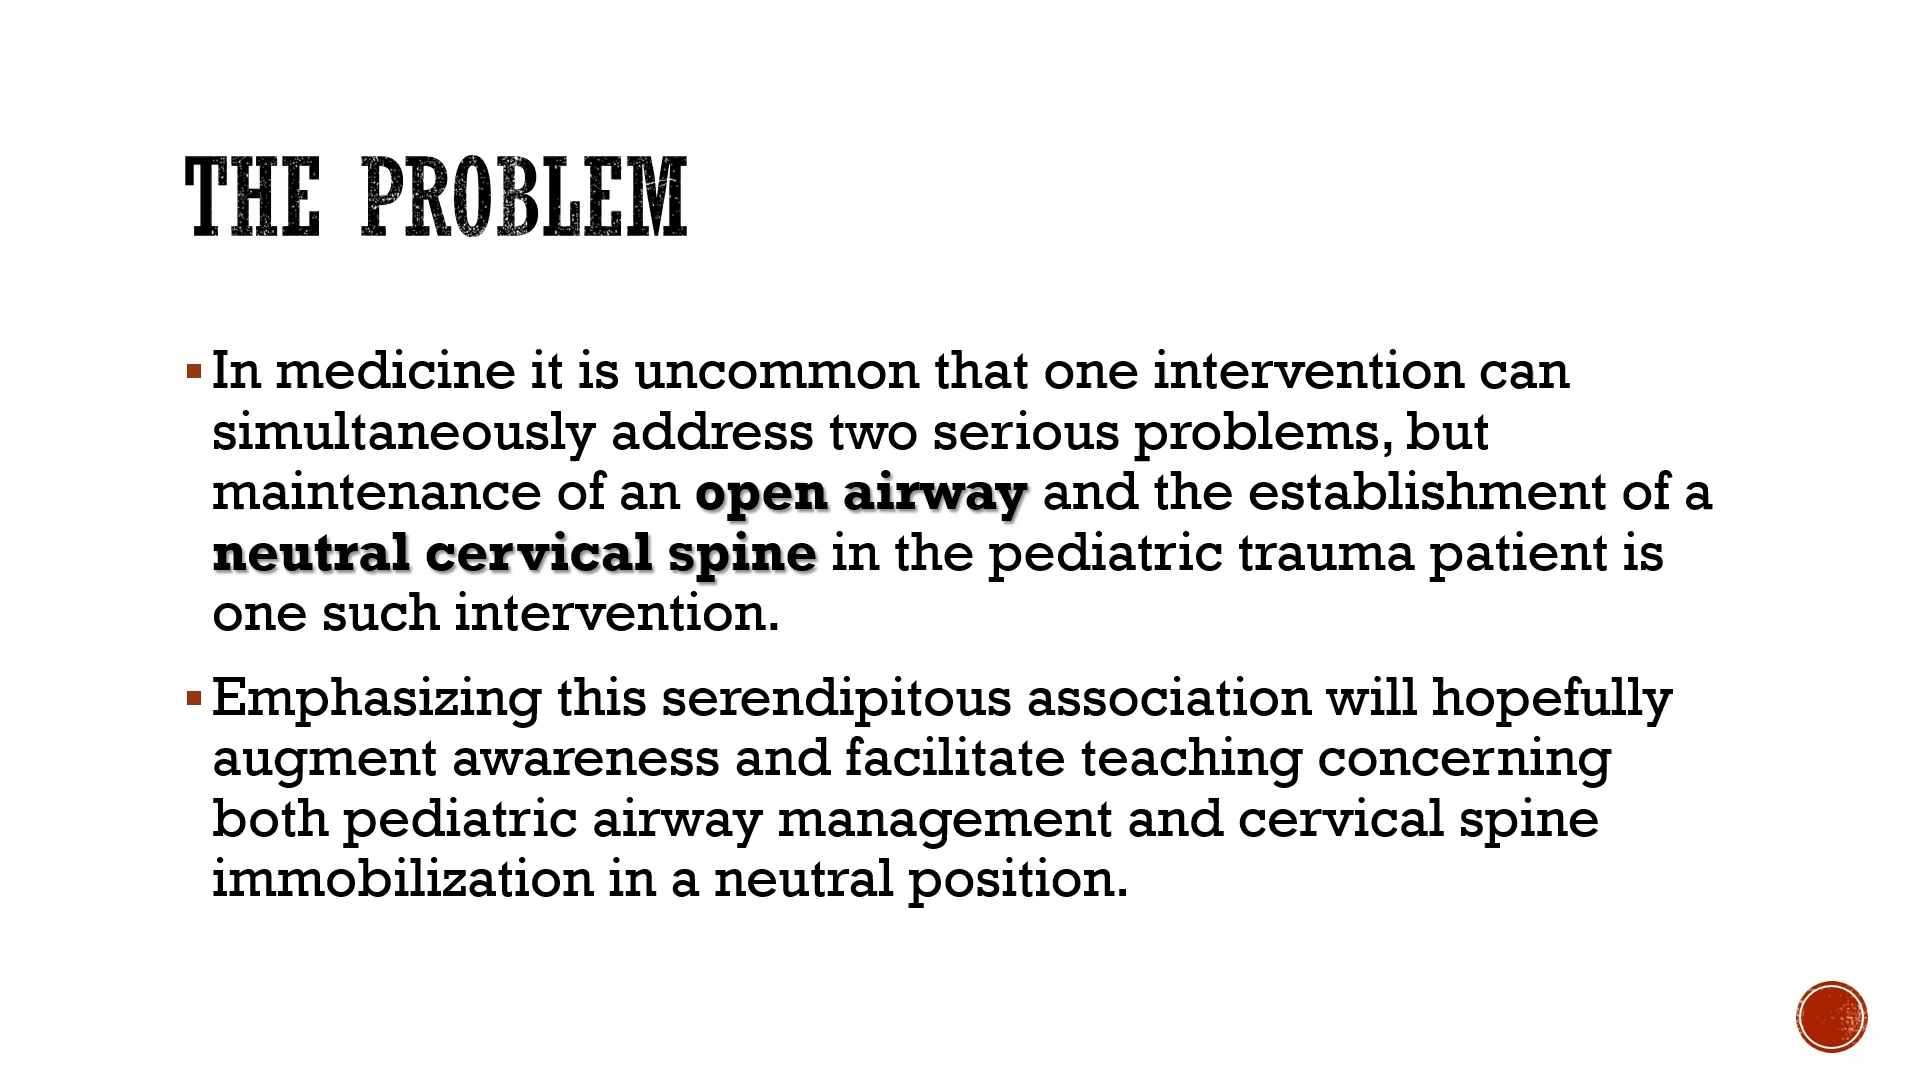 THE PROBLEM
▪ In medicine it is uncommon that one intervention can
simultaneously address two serious problems, but
maintenance of an open airway and the establishment of a
neutral cervical spine in the pediatric trauma patient is
one such intervention.
▪ Emphasizing this serendipitous association will hopefully
augment awareness and facilitate teaching concerning
both pediatric airway management and cervical spine
immobilization in a neutral position.